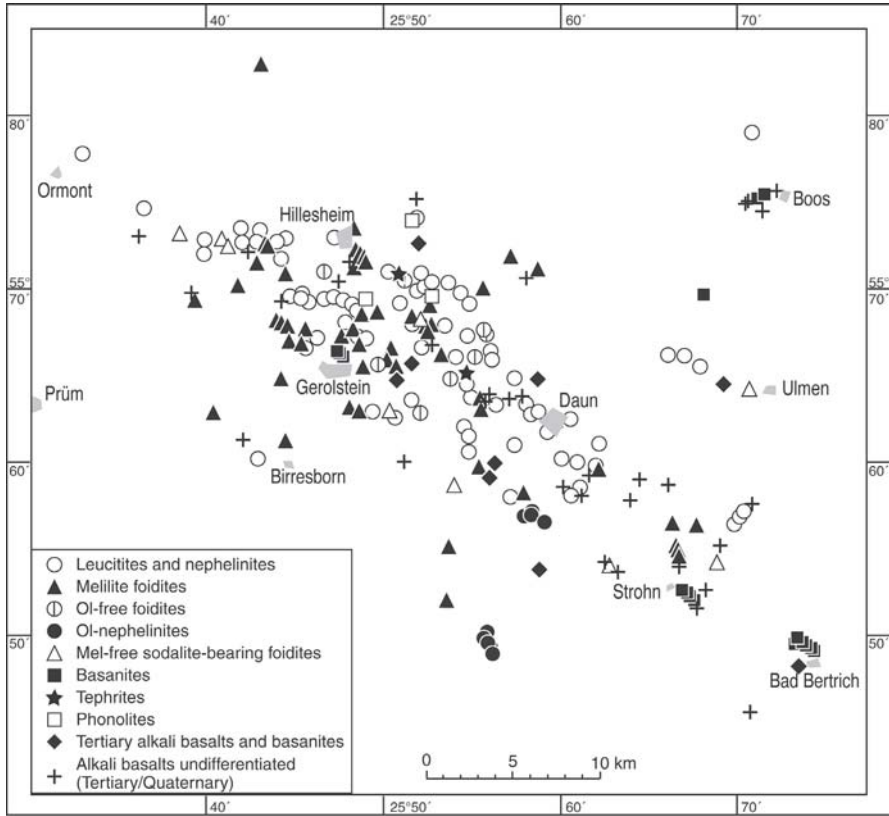 40´ 25°50´ 60´ 70´
80´ 80´
Ormont
Boos
Hillesheim
55°
70´
55°
70´
Prüm
Gerolstein
Daun
Ulmen
Birresborn
60´ 60´
Leucitites and nephelinites
Melilite foidites
Ol-free foidites
Ol-nephelinites
Mel-free sodalite-bearing foidites
Basanites
Tephrites
Phonolites
Tertiary alkali basalts and basanites
Alkali basalts undifferentiated
(Tertiary/Quaternary)
Strohn
50´
Bad Bertrich
0 5 10 km
40´ 25°50´ 60´ 70´